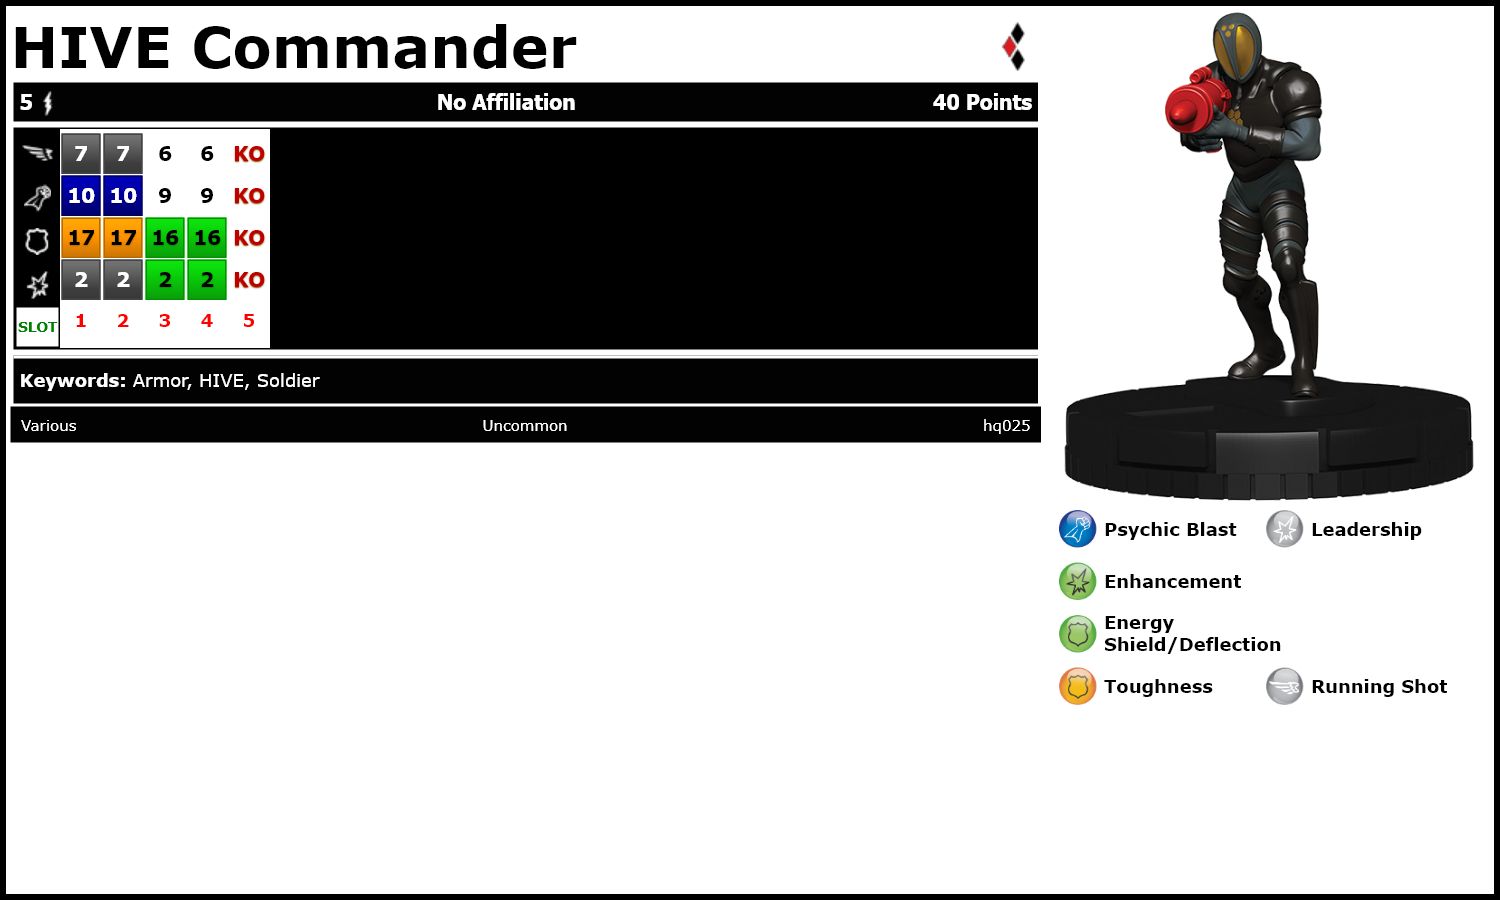 HIVE Commander
5 No Affiliation 40 Points
7 7 6 6 KO
10 10 9 9 KO
17 17 16 16 KO
2 2 2 2 KO
SLOT 1 2 3 4 5
Keywords: Armor, HIVE, Soldier
Various Uncommon hq025
Psychic Blast Leadership
Enhancement
Energy
Shield/Deflection
Toughness Running Shot